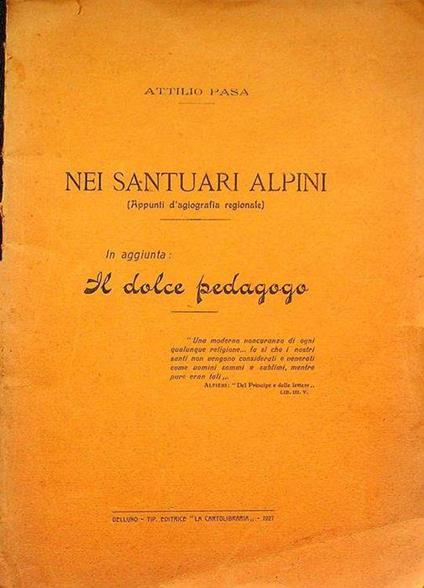 ATTILIO PASA
NEI SANTUARI ALPINI
(Appunti d'agiografia regionale)
In aggiunta:
Il dolce pedagogo
"Una moderna noncuranza di ogni
qualunque religione... fa sì che i nostri
santi non vengono considerati e venerati
come uomini sommi e sublimi, mentre
pure eran tali „.
ALFIERI: "Del Principe e delle lettere„
LIB. III. V.
BELLUNO - TIP. EDITRICE "LA CARTOLIBRARIA„ - 1927